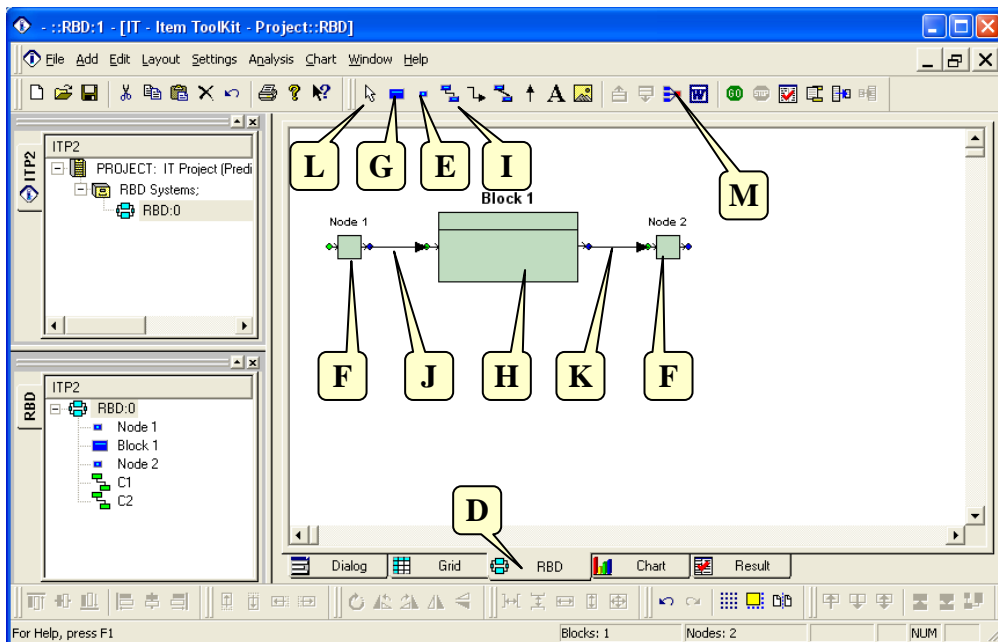 - ::RBD:1 - [IT - Item ToolKit - Project::RBD]
File Add Edit Layout Settings Analysis Chart Window Help
A
W
GO
STOP
ITP2
ITP2
PROJECT: IT Project (Predi
RBD Systems;
RBD:0
L
G
E
I
M
Block 1
Node 1
Node 2
F
J
H
K
F
RBD
ITP2
RBD:0
Node 1
Block 1
Node 2
C1
C2
D
Dialog
Grid
RBD
Chart
Result
For Help, press F1
Blocks: 1
Nodes: 2
NUM